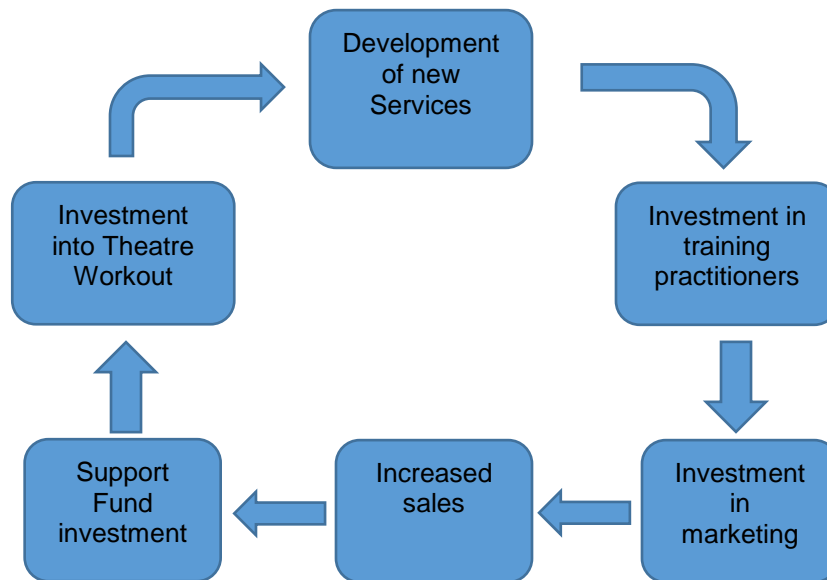 Development
of new
Services
Investment in
training
practitioners
Investment
in
marketing
Increased
sales
Support
Fund
investment
Investment
into Theatre
Workout